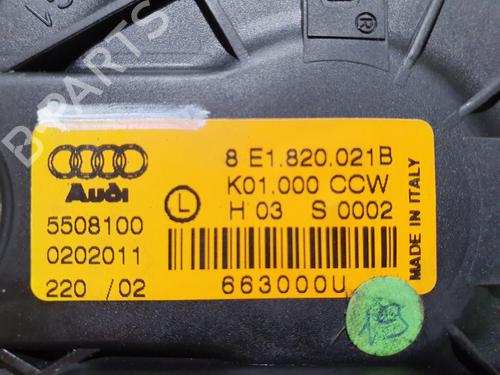 B-PARTS
R
Audi
8 E1.820.021B
K01.000 CCW
L
H 03 S 0002
5508100
0202011
220 /02
663000U
MADE IN ITALY
19